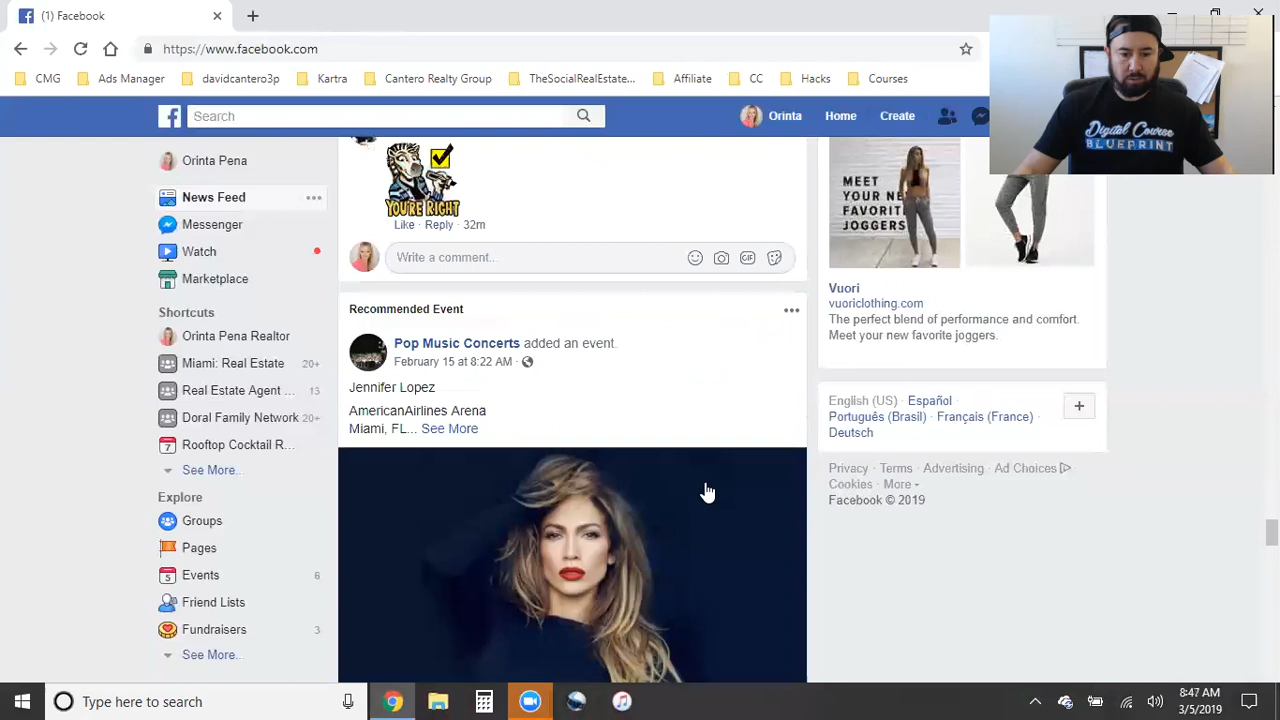 (1) Facebook
https://www.facebook.com
CMG
Ads Manager
davidcantero3p
Kartra
Cantero Realty Group
TheSocialRealEstate...
Affiliate
CC
Hacks
Courses
Search
Orinta
Home
Create
Digital Course
BLUEPRINT
Orinta Pena
News Feed
Messenger
Watch
Marketplace
Shortcuts
Orinta Pena Realtor
Miami: Real Estate 20+
Real Estate Agent ... 13
Doral Family Network 20+
7 Rooftop Cocktail R...
See More...
Explore
Groups
Pages
5 Events 6
Friend Lists
Fundraisers 3
See More...
YOU'RE RIGHT
Like · Reply · 32m
Write a comment...
GIF
Recommended Event
Pop Music Concerts added an event.
February 15 at 8:22 AM ·
Jennifer Lopez
AmericanAirlines Arena
Miami, FL... See More
MEET
YOUR NEW
FAVORITE
JOGGERS
Vuori
vuoriclothing.com
The perfect blend of performance and comfort.
Meet your new favorite joggers.
English (US) · Español ·
Português (Brasil) · Français (France) ·
Deutsch
Privacy · Terms · Advertising · Ad Choices
Cookies · More
Facebook © 2019
Type here to search
8:47 AM
3/5/2019